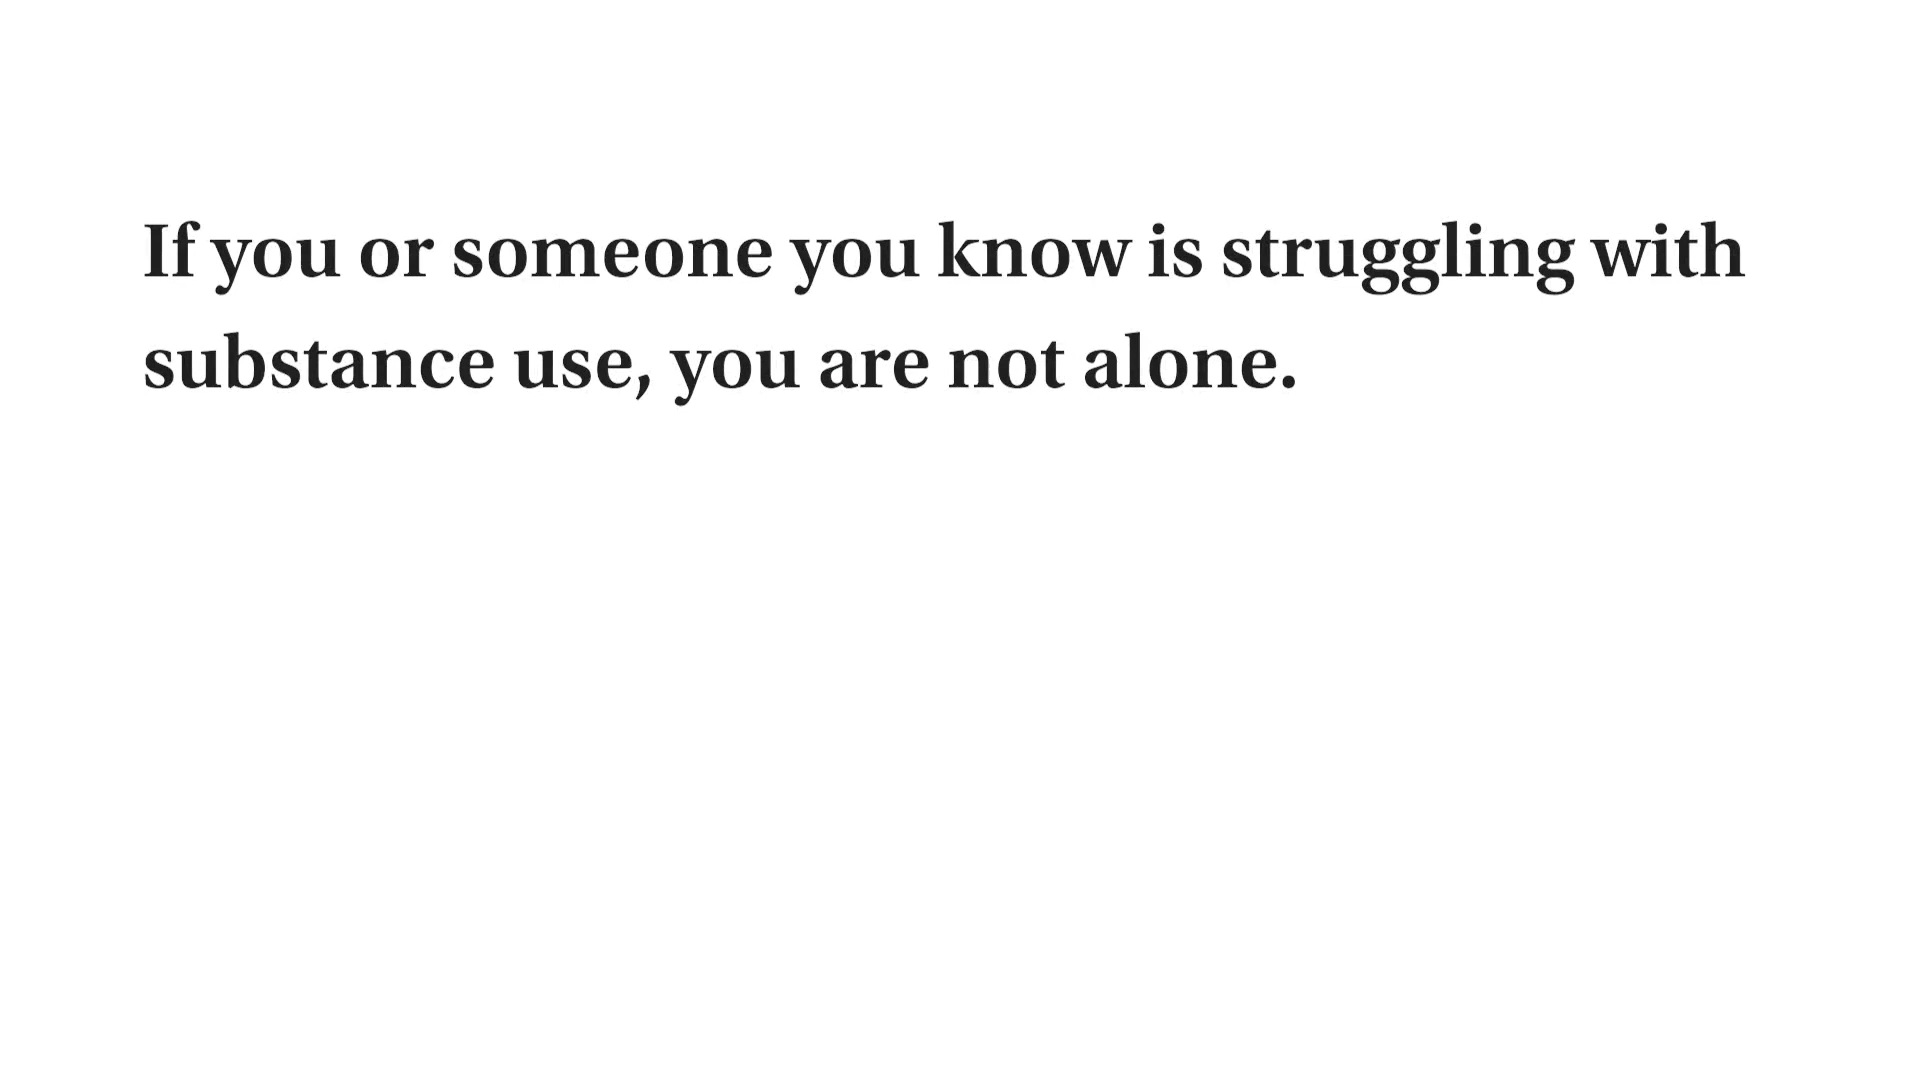 If you or someone you know is struggling with
substance use, you are not alone.